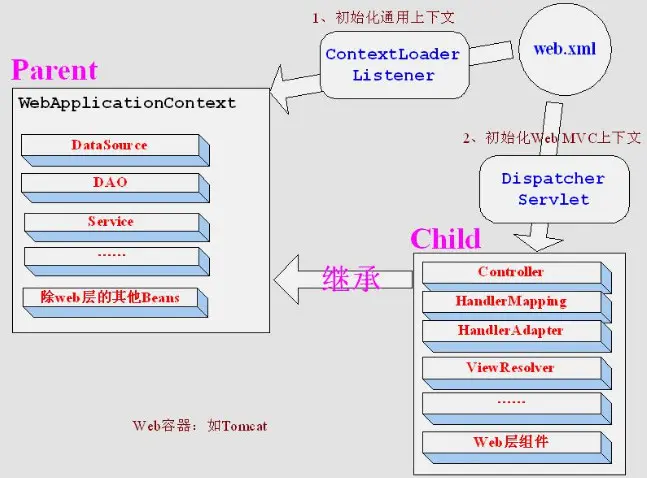 1、初始化通用上下文
ContextLoader
Listener
web.xml
Parent
WebApplicationContext
DataSource
DAO
Service
……
除web层的其他Beans
2、初始化Web MVC上下文
Dispatcher
Servlet
Child
继承
Controller
HandlerMapping
HandlerAdapter
ViewResolver
……
Web层组件
Web容器：如Tomcat